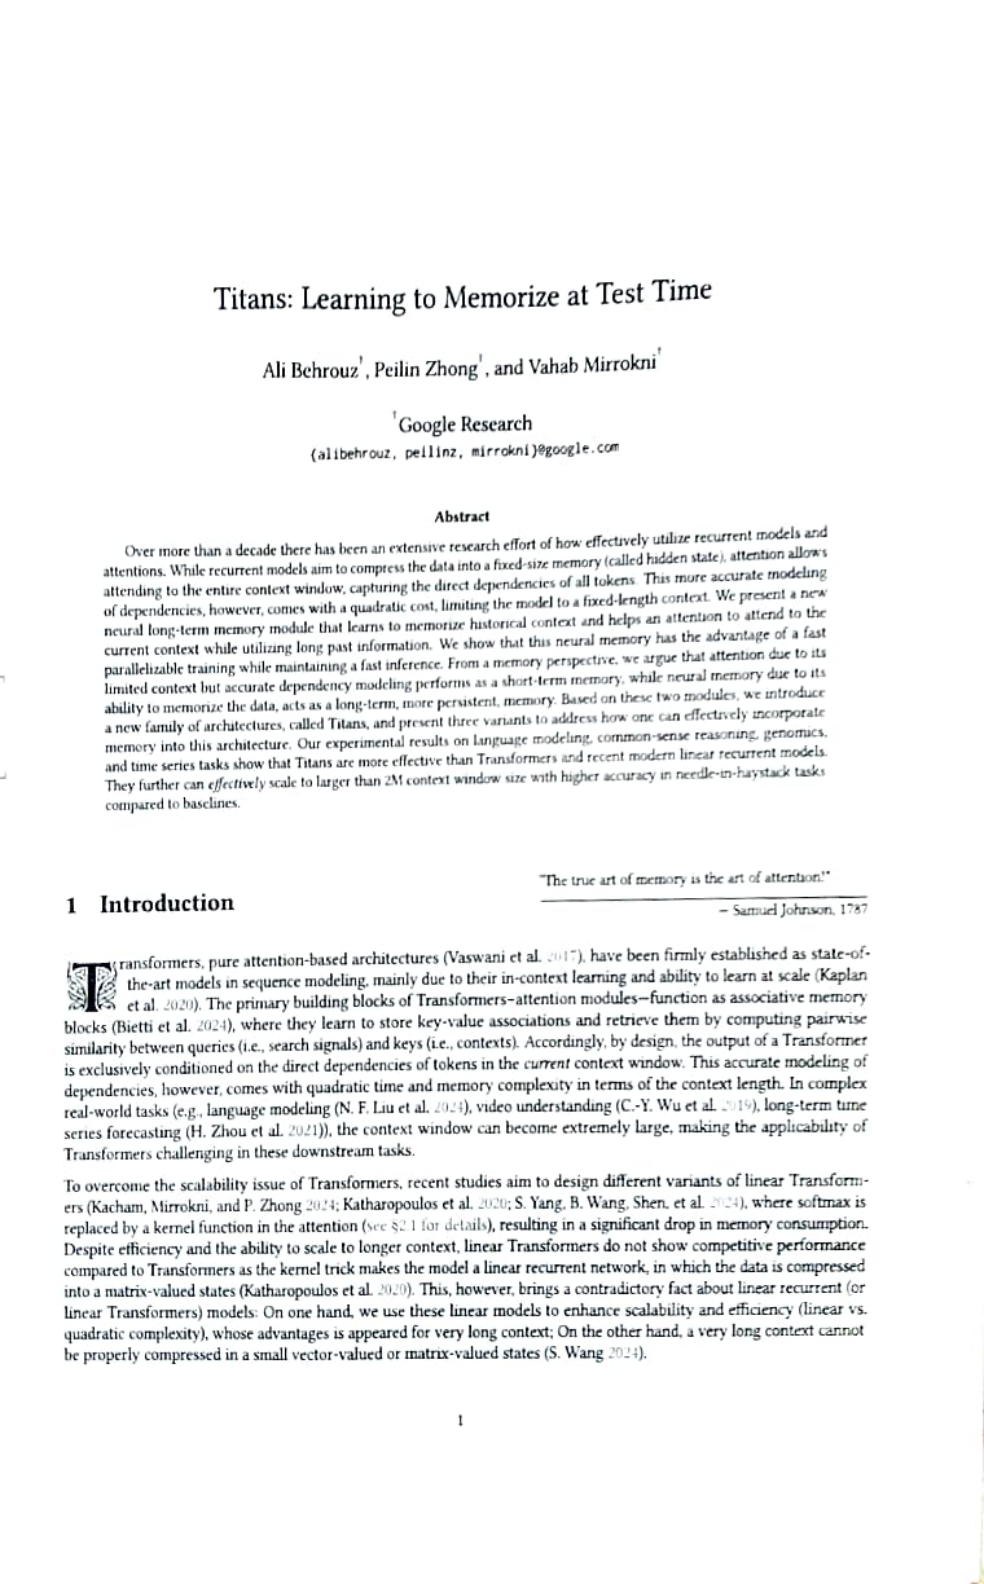 Titans: Learning to Memorize at Test Time
Ali Behrouz†, Peilin Zhong†, and Vahab Mirrokni†
†Google Research
{alibehrouz, peilinz, mirrokni}@google.com
Abstract
Over more than a decade there has been an extensive research effort of how effectively utilize recurrent models and
attentions. While recurrent models aim to compress the data into a fixed-size memory (called hidden state), attention allows
attending to the entire context window, capturing the direct dependencies of all tokens. This more accurate modeling
of dependencies, however, comes with a quadratic cost, limiting the model to a fixed-length context. We present a new
neural long-term memory module that learns to memorize historical context and helps an attention to attend to the
current context while utilizing long past information. We show that this neural memory has the advantage of a fast
parallelizable training while maintaining a fast inference. From a memory perspective, we argue that attention due to its
limited context but accurate dependency modeling performs as a short-term memory, while neural memory due to its
ability to memorize the data, acts as a long-term, more persistent, memory. Based on these two modules, we introduce
a new family of architectures, called Titans, and present three variants to address how one can effectively incorporate
memory into this architecture. Our experimental results on language modeling, common-sense reasoning, genomics,
and time series tasks show that Titans are more effective than Transformers and recent modern linear recurrent models.
They further can effectively scale to larger than 2M context window size with higher accuracy in needle-in-haystack tasks
compared to baselines.
"The true art of memory is the art of attention!"
1 Introduction
– Samuel Johnson, 1787
Transformers, pure attention-based architectures (Vaswani et al. 2017), have been firmly established as state-of-
the-art models in sequence modeling, mainly due to their in-context learning and ability to learn at scale (Kaplan
et al. 2020). The primary building blocks of Transformers–attention modules—function as associative memory
blocks (Bietti et al. 2024), where they learn to store key-value associations and retrieve them by computing pairwise
similarity between queries (i.e., search signals) and keys (i.e., contexts). Accordingly, by design, the output of a Transformer
is exclusively conditioned on the direct dependencies of tokens in the current context window. This accurate modeling of
dependencies, however, comes with quadratic time and memory complexity in terms of the context length. In complex
real-world tasks (e.g., language modeling (N. F. Liu et al. 2024), video understanding (C.-Y. Wu et al. 2019), long-term time
series forecasting (H. Zhou et al. 2021)), the context window can become extremely large, making the applicability of
Transformers challenging in these downstream tasks.
To overcome the scalability issue of Transformers, recent studies aim to design different variants of linear Transform-
ers (Kacham, Mirrokni, and P. Zhong 2024; Katharopoulos et al. 2020; S. Yang, B. Wang, Shen, et al. 2024), where softmax is
replaced by a kernel function in the attention (see §2.1 for details), resulting in a significant drop in memory consumption.
Despite efficiency and the ability to scale to longer context, linear Transformers do not show competitive performance
compared to Transformers as the kernel trick makes the model a linear recurrent network, in which the data is compressed
into a matrix-valued states (Katharopoulos et al. 2020). This, however, brings a contradictory fact about linear recurrent (or
linear Transformers) models: On one hand, we use these linear models to enhance scalability and efficiency (linear vs.
quadratic complexity), whose advantages is appeared for very long context; On the other hand, a very long context cannot
be properly compressed in a small vector-valued or matrix-valued states (S. Wang 2024).
1